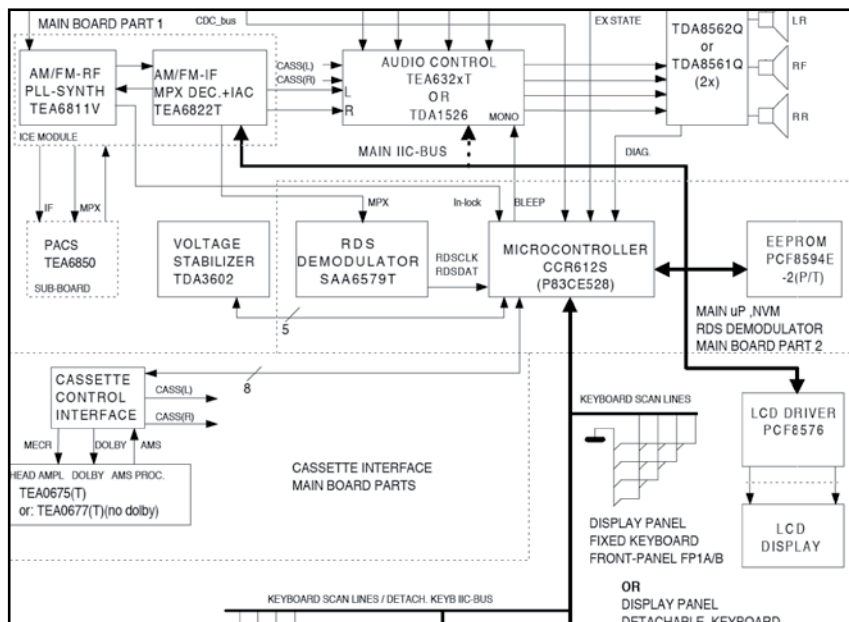 MAIN BOARD PART 1
CDC_bus
EX STATE
AM/FM-RF
PLL-SYNTH
TEA6811V
AM/FM-IF
MPX DEC.+IAC
TEA6822T
ICE MODULE
CASS(L)
CASS(R)
L
R
AUDIO CONTROL
TEA632xT
OR
TDA1526
MONO
TDA8562Q
or
TDA8561Q
(2x)
LR
RF
RR
MAIN IIC-BUS
DIAG.
IF
MPX
MPX
In-lock
BLEEP
PACS
TEA6850
SUB-BOARD
VOLTAGE
STABILIZER
TDA3602
RDS
DEMODULATOR
SAA6579T
RDSCLK
RDSDAT
MICROCONTROLLER
CCR612S
(P83CE528)
EEPROM
PCF8594E
-2(P/T)
5
MAIN uP ,NVM
RDS DEMODULATOR
MAIN BOARD PART 2
8
CASSETTE
CONTROL
INTERFACE
CASS(L)
CASS(R)
MECR
DOLBY
AMS
HEAD AMPL DOLBY AMS PROC.
TEA0675(T)
or: TEA0677(T)(no dolby)
CASSETTE INTERFACE
MAIN BOARD PARTS
KEYBOARD SCAN LINES
LCD DRIVER
PCF8576
LCD
DISPLAY
DISPLAY PANEL
FIXED KEYBOARD
FRONT-PANEL FP1A/B
OR
DISPLAY PANEL
DETACHABLE KEYBOARD
KEYBOARD SCAN LINES / DETACH. KEYB IIC-BUS